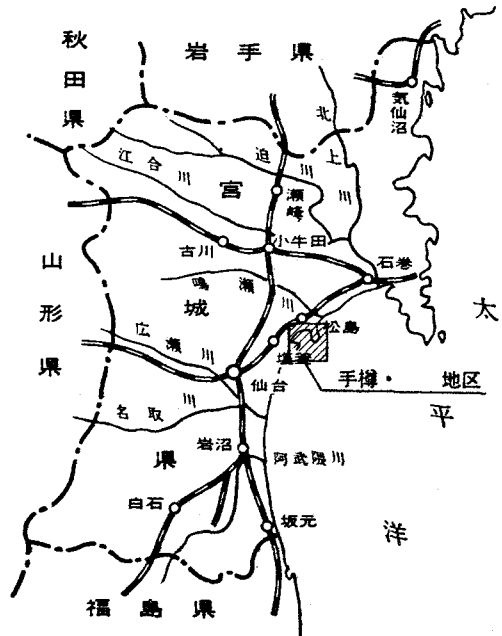 秋田県
岩手県
気仙沼
北上川
迫川
江合川
宮城県
瀬峰
小牛田
古川
石巻
鳴瀬川
山形県
太平洋
松島
塩釜
広瀬川
手樽・ 地区
仙台
名取川
岩沼
阿武隈川
白石
坂元
福島県